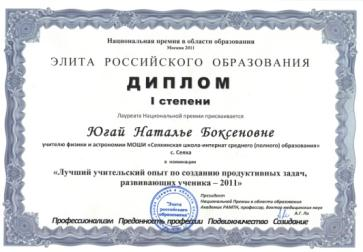 Национальная премия в области образования
Москва 2011
ЭЛИТА РОССИЙСКОГО ОБРАЗОВАНИЯ
ДИПЛОМ
I степени
Лауреата Национальной премии присваивается
Югай Наталье Боксеновне
учителю физики и астрономии МОШИ «Сеяхинская школа-интернат среднего (полного) образования»
с. Сеяха
в номинации
«Лучший учительский опыт по созданию продуктивных задач,
развивающих ученика – 2011»
Президент
Национальной Премии в области образования
Академик РАМТН, профессор, Доктор медицинских наук
"Элита
российского
образования"
Профессионализм Преданность профессии Подвижничество Созидание